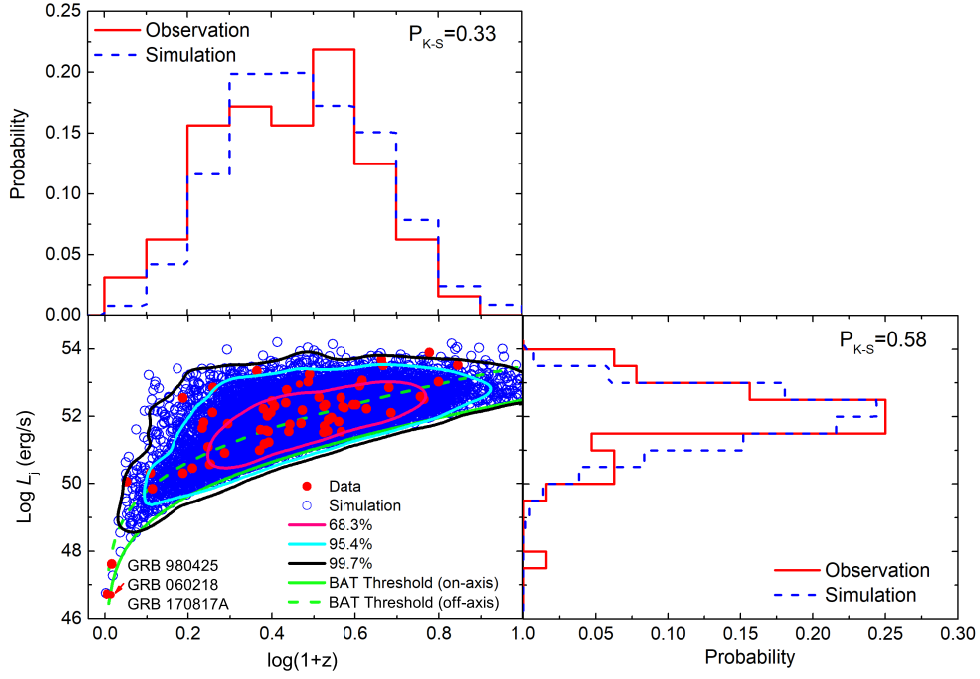 0.25
0.20
0.15
0.10
0.05
0.00
Probability
Observation
Simulation
P K-S =0.33
54
52
50
48
46
Log Lj (erg/s)
Data
Simulation
68.3%
95.4%
99.7%
BAT Threshold (on-axis)
BAT Threshold (off-axis)
GRB 980425
GRB 060218
GRB 170817A
0.0 0.2 0.4 0.6 0.8 1.0
log(1+z)
P K-S =0.58
Observation
Simulation
0.00 0.05 0.10 0.15 0.20 0.25 0.30
Probability